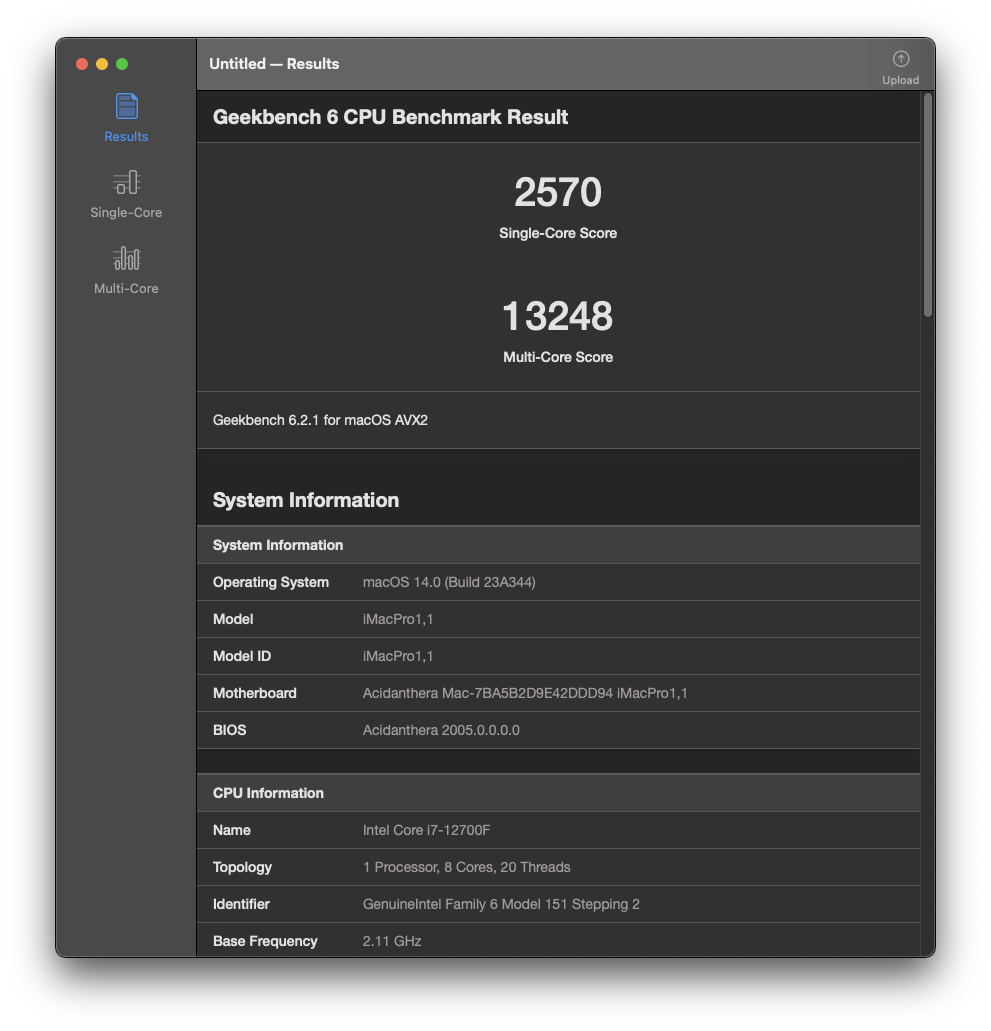 Untitled — Results
Upload
Results
Single-Core
Multi-Core
Geekbench 6 CPU Benchmark Result
2570
Single-Core Score
13248
Multi-Core Score
Geekbench 6.2.1 for macOS AVX2
System Information
System Information
Operating System macOS 14.0 (Build 23A344)
Model iMacPro1,1
Model ID iMacPro1,1
Motherboard Acidanthera Mac-7BA5B2D9E42DDD94 iMacPro1,1
BIOS Acidanthera 2005.0.0.0.0
CPU Information
Name Intel Core i7-12700F
Topology 1 Processor, 8 Cores, 20 Threads
Identifier GenuineIntel Family 6 Model 151 Stepping 2
Base Frequency 2.11 GHz